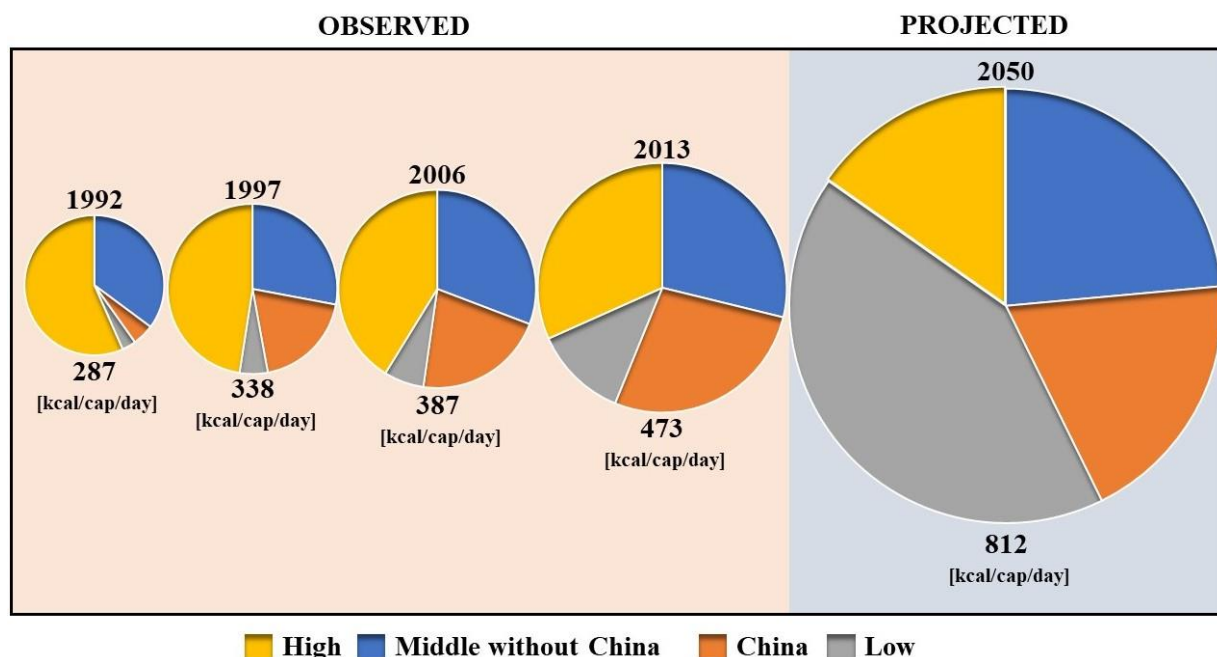 OBSERVED
PROJECTED
1992
287
[kcal/cap/day]
1997
338
[kcal/cap/day]
2006
387
[kcal/cap/day]
2013
473
[kcal/cap/day]
2050
812
[kcal/cap/day]
High Middle without China China Low